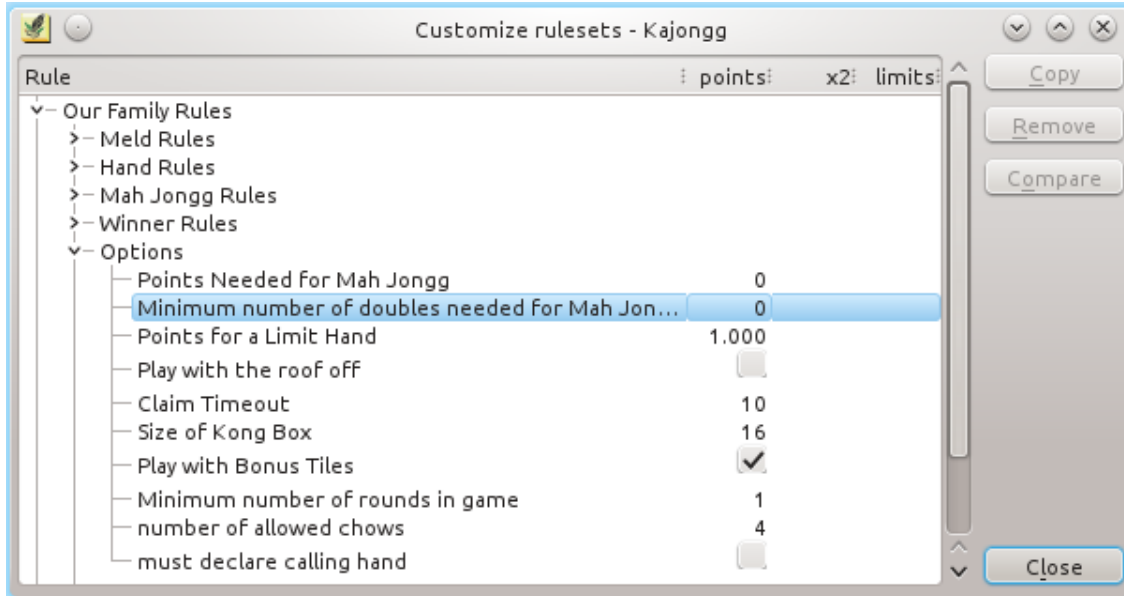 Customize rulesets - Kajongg
Rule points x2 limits
Copy
Our Family Rules
Meld Rules
Remove
Hand Rules
Mah Jongg Rules
Compare
Winner Rules
Options
Points Needed for Mah Jongg 0
Minimum number of doubles needed for Mah Jon... 0
Points for a Limit Hand 1.000
Play with the roof off
Claim Timeout 10
Size of Kong Box 16
Play with Bonus Tiles
Minimum number of rounds in game 1
number of allowed chows 4
must declare calling hand
Close